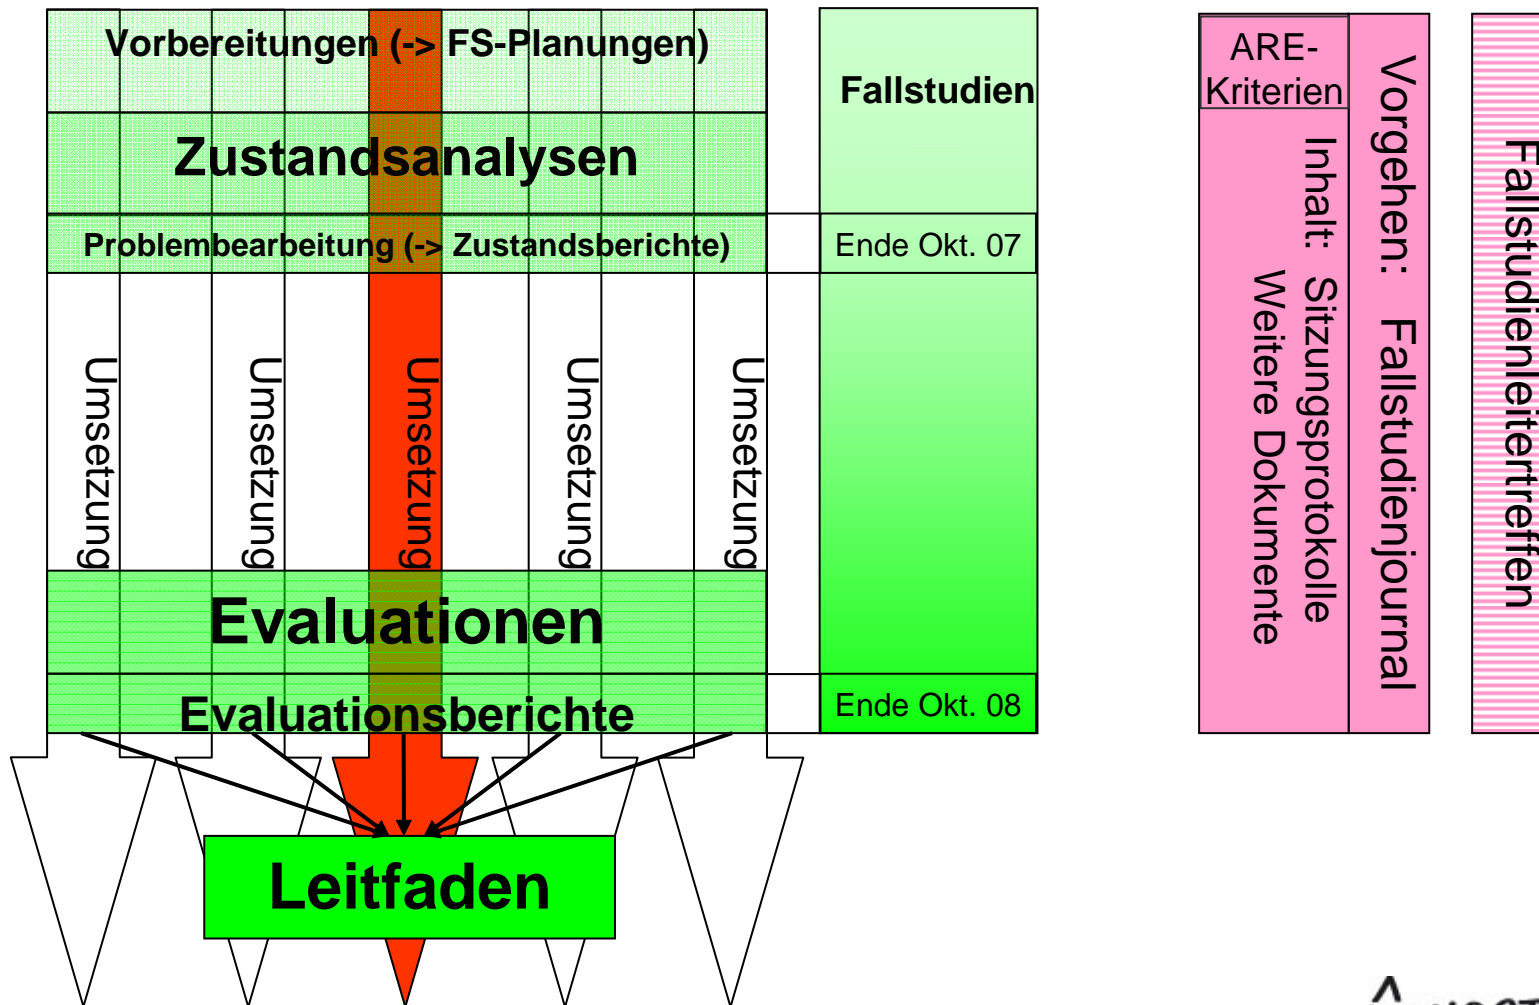 Vorbereitungen (-> FS-Planungen)
Zustandsanalysen
Problembearbeitung (-> Zustandsberichte)
Umsetzung
Umsetzung
Umsetzung
Umsetzung
Umsetzung
Evaluationen
Evaluationsberichte
Leitfaden
Fallstudien
Ende Okt. 07
Ende Okt. 08
ARE-
Kriterien
Vorgehen: Fallstudienjournal
Inhalt: Sitzungsprotokolle
Weitere Dokumente
Fallstudienleitertreffen